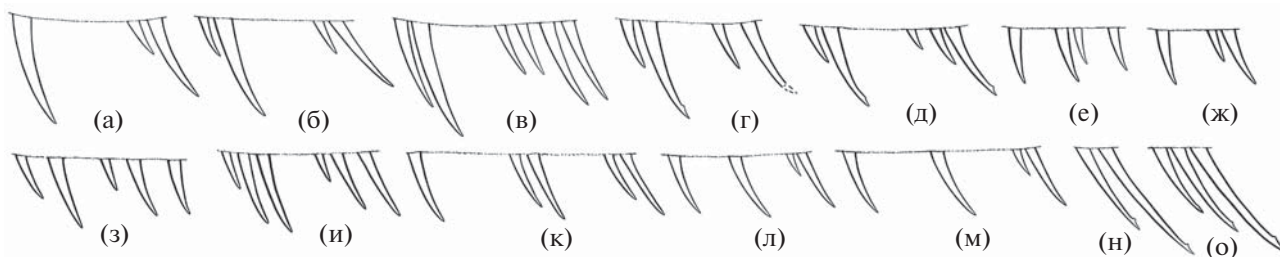 (а) (б) (в) (г) (д) (е) (ж)
(з) (и) (к) (л) (м) (н) (о)